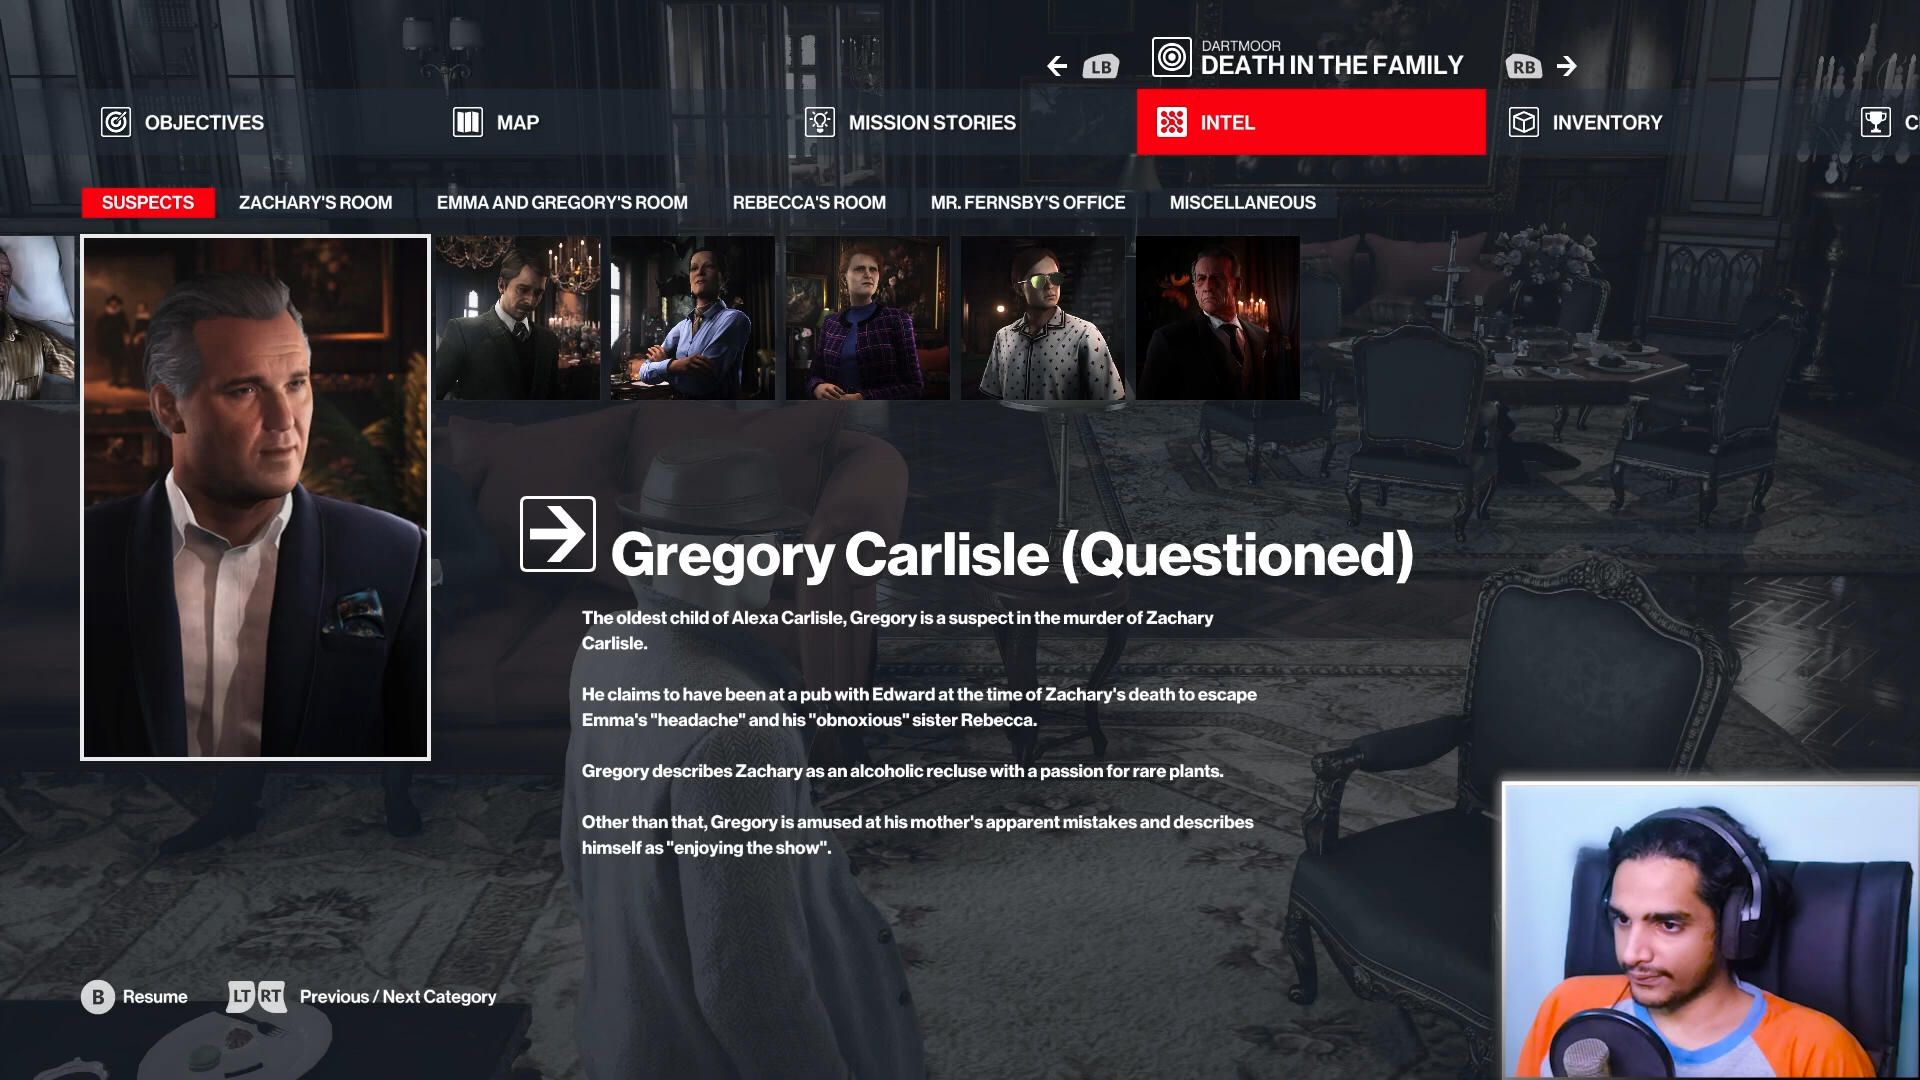 LB
DARTMOOR
DEATH IN THE FAMILY
RB
OBJECTIVES
MAP
MISSION STORIES
INTEL
INVENTORY
C
SUSPECTS
ZACHARY'S ROOM
EMMA AND GREGORY'S ROOM
REBECCA'S ROOM
MR. FERNSBY'S OFFICE
MISCELLANEOUS
Gregory Carlisle (Questioned)
The oldest child of Alexa Carlisle, Gregory is a suspect in the murder of Zachary
Carlisle.
He claims to have been at a pub with Edward at the time of Zachary's death to escape
Emma's "headache" and his "obnoxious" sister Rebecca.
Gregory describes Zachary as an alcoholic recluse with a passion for rare plants.
Other than that, Gregory is amused at his mother's apparent mistakes and describes
himself as "enjoying the show".
B Resume
LT RT Previous / Next Category